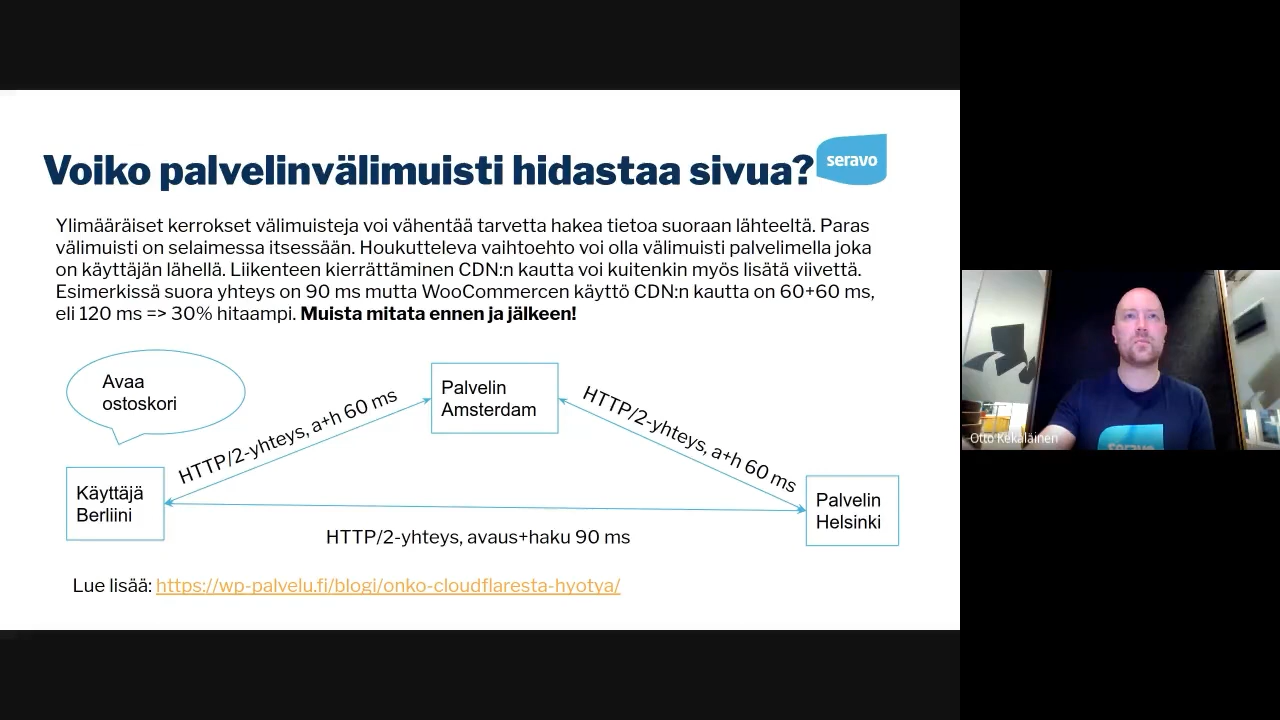 Voiko palvelinvälimuisti hidastaa sivua?
seravo
Ylimääräiset kerrokset välimuisteja voi vähentää tarvetta hakea tietoa suoraan lähteeltä. Paras
välimuisti on selaimessa itsessään. Houkutteleva vaihtoehto voi olla välimuisti palvelimella joka
on käyttäjän lähellä. Liikenteen kierrättäminen CDN:n kautta voi kuitenkin myös lisätä viivettä.
Esimerkissä suora yhteys on 90 ms mutta WooCommercen käyttö CDN:n kautta on 60+60 ms,
eli 120 ms => 30% hitaampi. Muista mitata ennen ja jälkeen!
Avaa
ostoskori
HTTP/2-yhteys, a+h 60 ms
Palvelin
Amsterdam
HTTP/2-yhteys, a+h 60 ms
Käyttäjä
Berliini
Palvelin
Helsinki
HTTP/2-yhteys, avaus+haku 90 ms
Lue lisää: https://wp-palvelu.fi/blogi/onko-cloudflaresta-hyotya/
Otto Kekäläinen
seravo